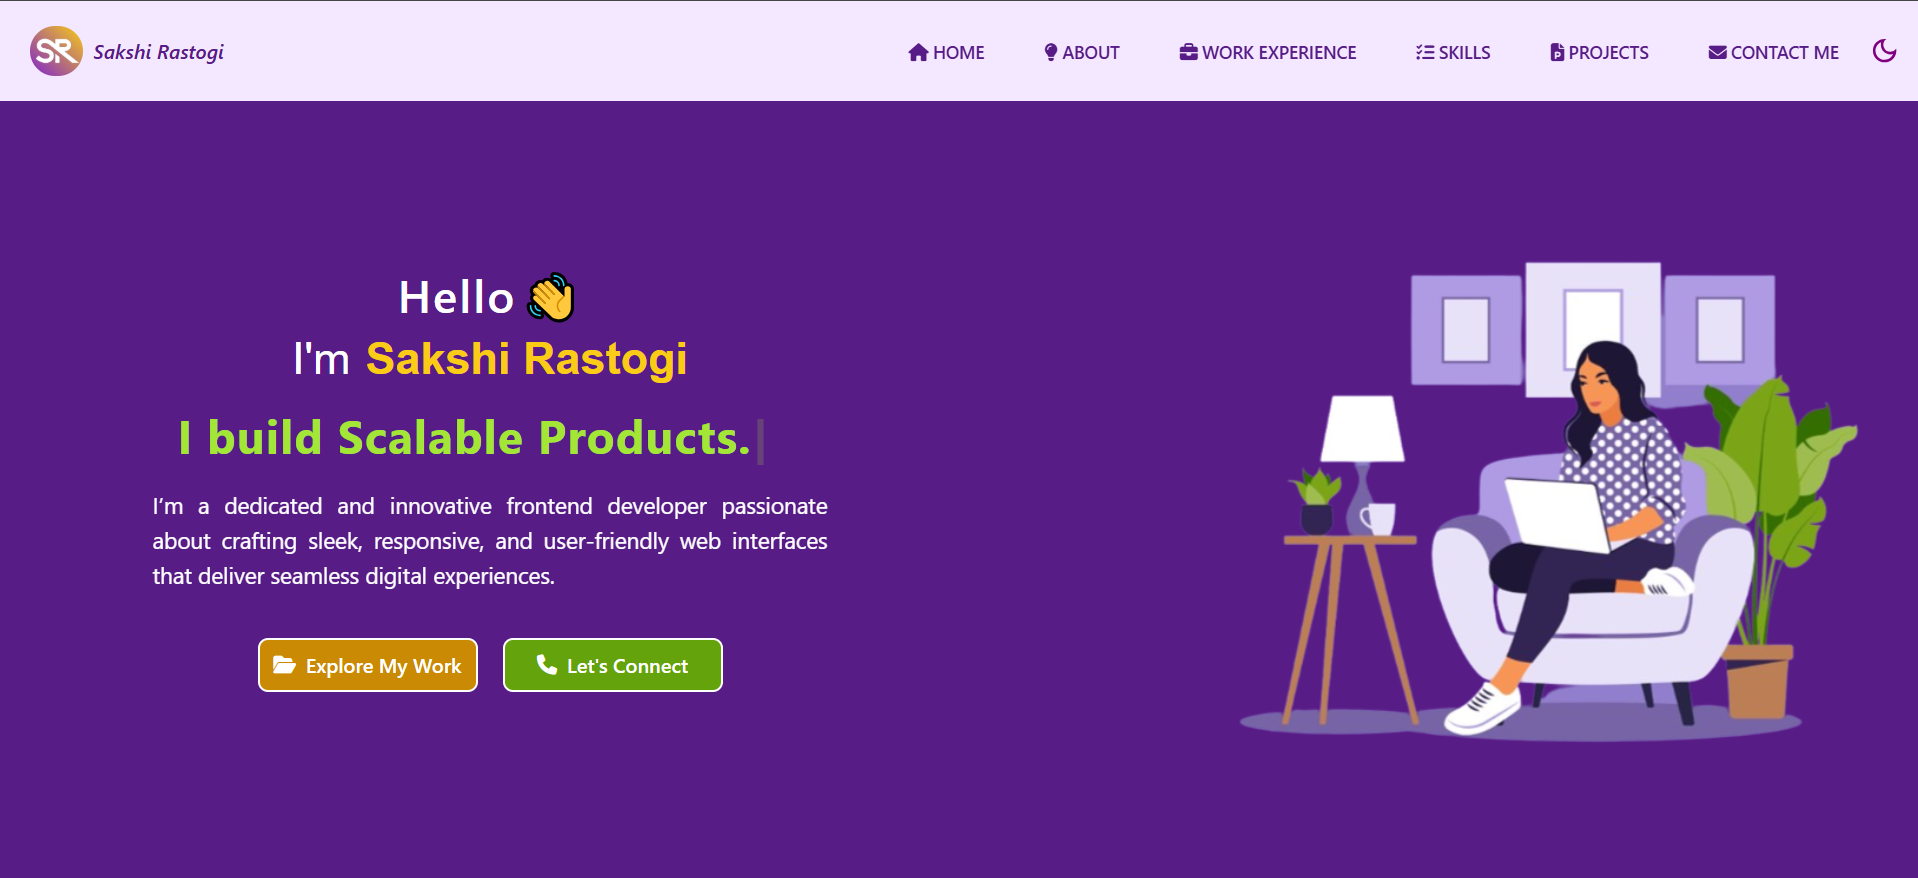 SR Sakshi Rastogi
HOME ABOUT WORK EXPERIENCE SKILLS PROJECTS CONTACT ME
Hello 👋
I'm Sakshi Rastogi
I build Scalable Products.|
I’m a dedicated and innovative frontend developer passionate
about crafting sleek, responsive, and user-friendly web interfaces
that deliver seamless digital experiences.
Explore My Work Let's Connect